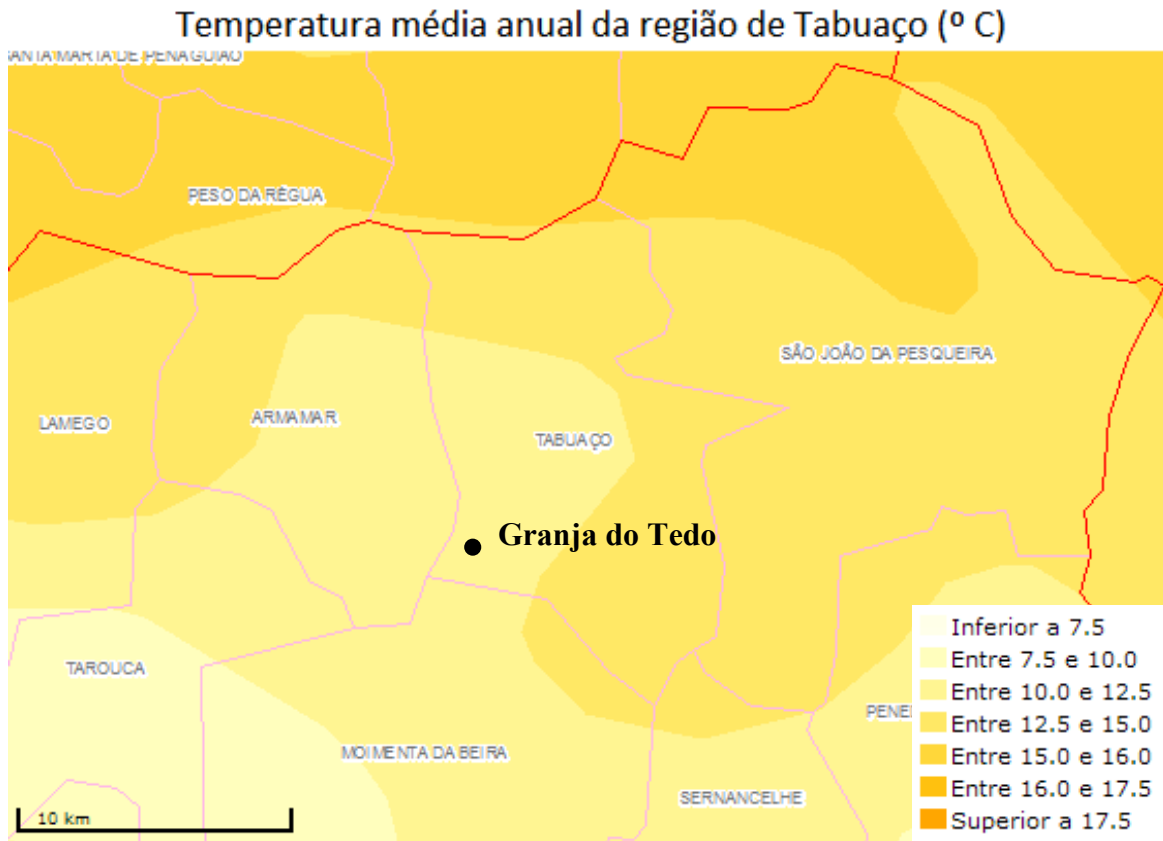 Temperatura média anual da região de Tabuaço (º C)
SANTA MARTA DE PENAGUIÃO
PESO DA RÉGUA
SÃO JOÃO DA PESQUEIRA
LAMEGO
ARMAMAR
TABUAÇO
Granja do Tedo
TAROUCA
MOIMENTA DA BEIRA
SERNANCELHE
Inferior a 7.5
Entre 7.5 e 10.0
Entre 10.0 e 12.5
Entre 12.5 e 15.0
Entre 15.0 e 16.0
Entre 16.0 e 17.5
Superior a 17.5
10 km